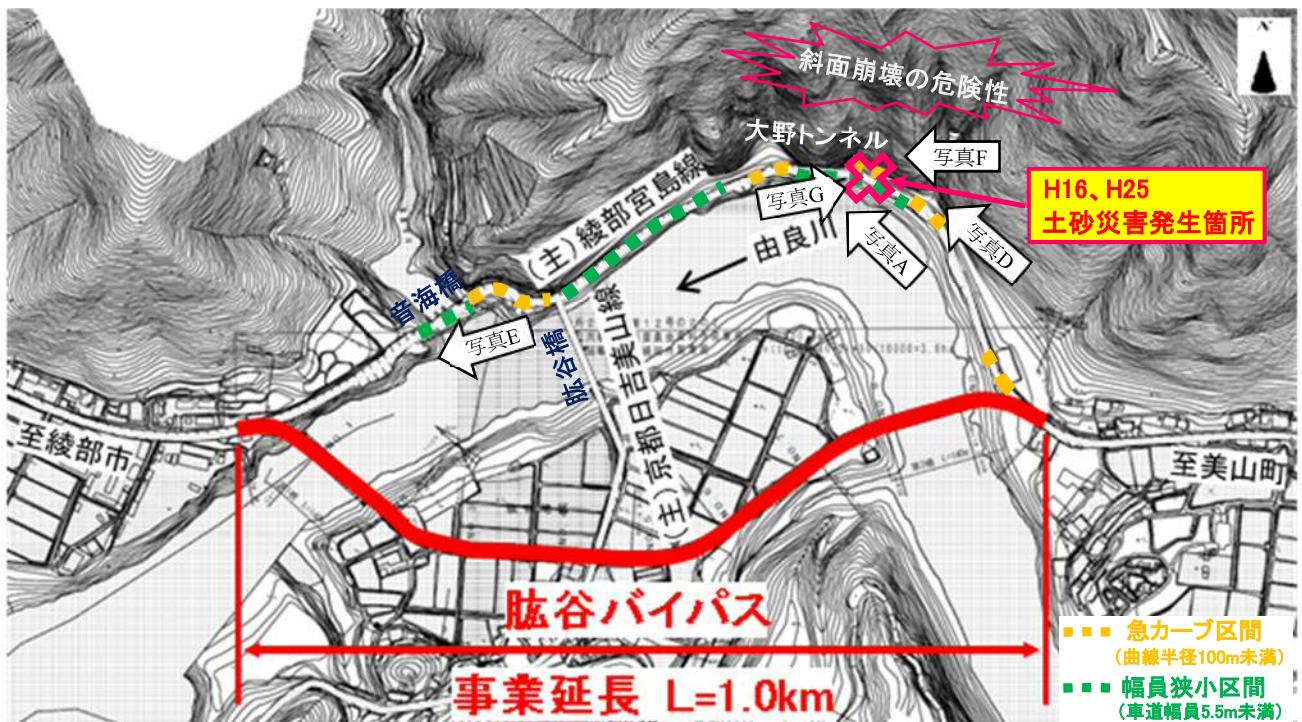 N
斜面崩壊の危険性
大野トンネル
写真F
H16、H25
土砂災害発生箇所
(主)綾部宮島線
写真G
由良川
写真A
写真D
音海橋
写真E
肱谷橋
(主)京都日吉美山線
至綾部市
至美山町
肱谷バイパス
事業延長 L=1.0km
急カーブ区間
(曲線半径100m未満)
幅員狭小区間
(車道幅員5.5m未満)